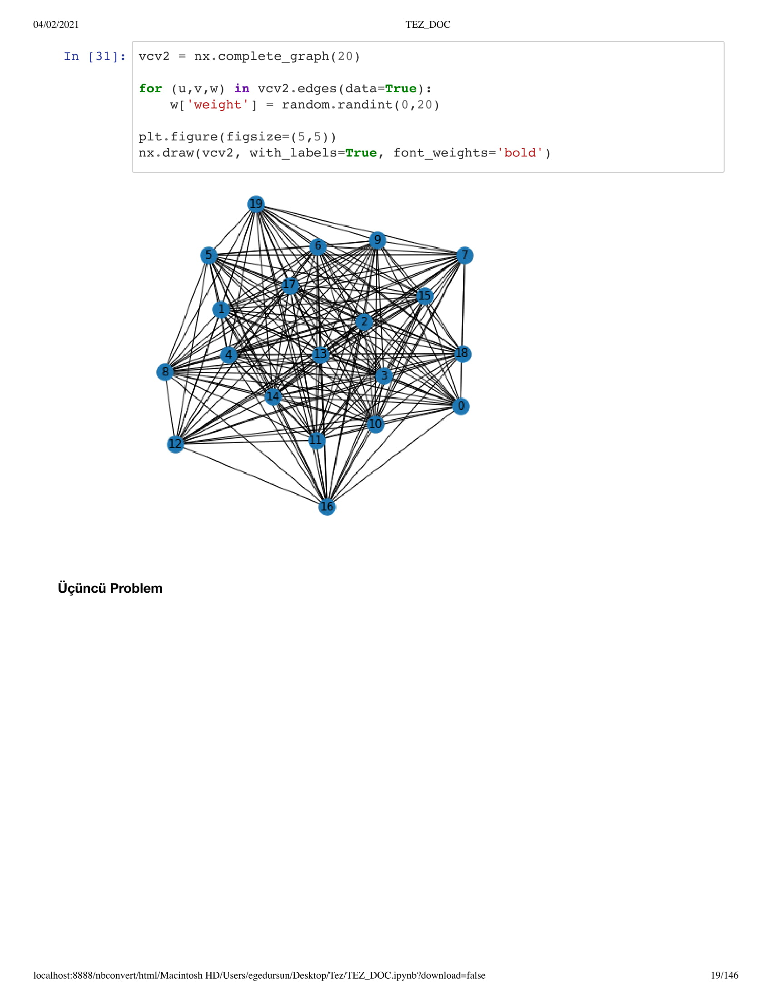 04/02/2021 TEZ_DOC
In [31]: vcv2 = nx.complete_graph(20)
for (u,v,w) in vcv2.edges(data=True):
w['weight'] = random.randint(0,20)
plt.figure(figsize=(5,5))
nx.draw(vcv2, with_labels=True, font_weights='bold')
19
9
6
5
7
17
15
1
2
4
13
18
8
3
14
0
10
11
12
16
Üçüncü Problem
localhost:8888/nbconvert/html/Macintosh HD/Users/egedursun/Desktop/Tez/TEZ_DOC.ipynb?download=false 19/146